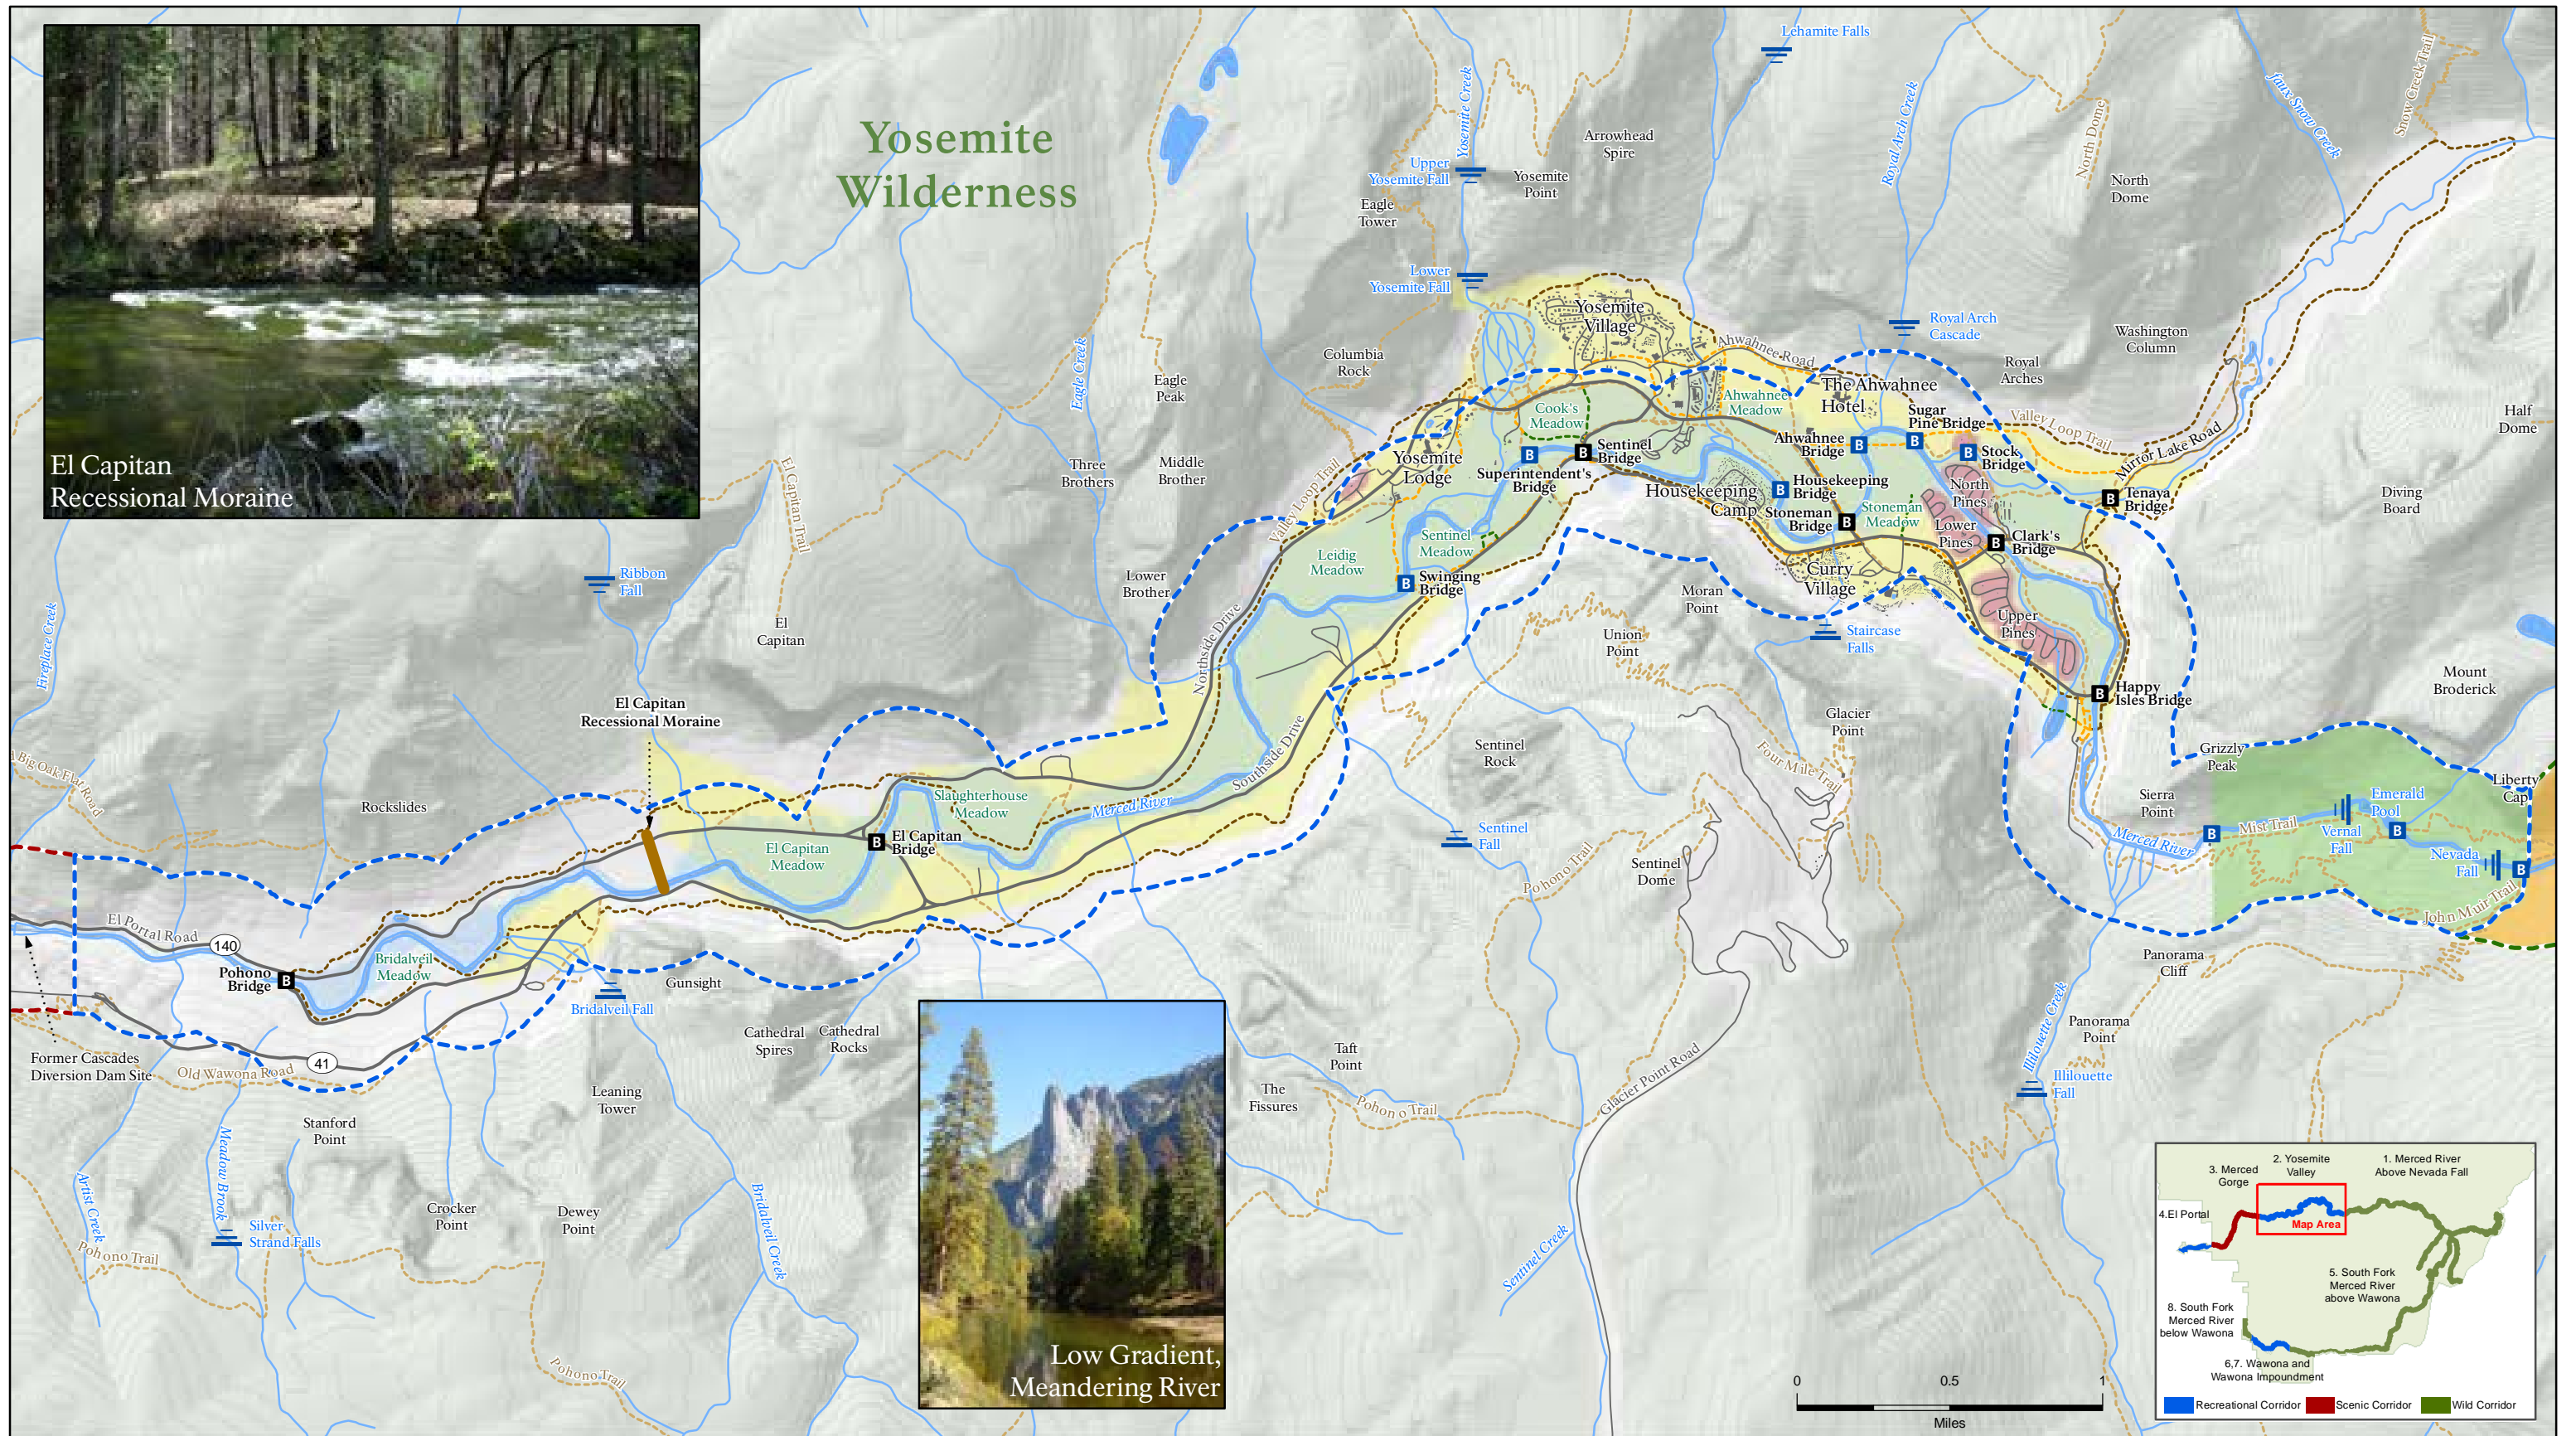 El Capitan
Recessional Moraine
Yosemite
Wilderness
Lehamite Falls
Yosemite Creek
Royal Arch Creek
faux Snow Creek
Snow Creek Trail
North Dome
Arrowhead
Spire
Upper
Yosemite Fall
Yosemite
Point
Eagle
Tower
North
Dome
Lower
Yosemite Fall
Yosemite
Village
Royal Arch
Cascade
Washington
Column
Ahwahnee Road
Royal
Arches
Columbia
Rock
Eagle Creek
Eagle
Peak
The Ahwahnee
Hotel
Ahwahnee
Meadow
Cook's
Meadow
Sugar
Pine Bridge
Valley Loop Trail
Half
Dome
Ahwahnee
Bridge
B
B
B
Stock
Bridge
B
B
Sentinel
Bridge
Mirror Lake Road
Yosemite
Lodge
Superintendent's
Bridge
Three
Brothers
Middle
Brother
El Capitan Trail
Valley Loop Trail
Housekeeping
Camp
B
Housekeeping
Bridge
North
Pines
B
Tenaya
Bridge
Diving
Board
Stoneman
Bridge
B
Stoneman
Meadow
Lower
Pines
B
Clark's
Bridge
Sentinel
Meadow
Leidig
Meadow
B
Swinging
Bridge
Curry
Village
Ribbon
Fall
Lower
Brother
Moran
Point
Fireplace Creek
El
Capitan
Union
Point
Staircase
Falls
Upper
Pines
Northside Drive
Mount
Broderick
B
Happy
Isles Bridge
El Capitan
Recessional Moraine
Glacier
Point
Sentinel
Rock
Southside Drive
Four Mile Trail
Grizzly
Peak
Liberty
Cap
A Big Oak Flat Road
Rockslides
Slaughterhouse
Meadow
Merced River
Sierra
Point
Emerald
Pool
Mist Trail
B
B
Vernal
Fall
Merced River
B
El Capitan
Bridge
El Capitan
Meadow
Sentinel
Fall
Sentinel
Dome
Pohono Trail
Nevada
Fall
B
John Muir Trail
El Portal Road
140
Bridalveil
Meadow
Pohono
Bridge
B
Gunsight
Bridalveil Fall
Panorama
Cliff
Illilouette Creek
Panorama
Point
Cathedral
Spires
Cathedral
Rocks
Former Cascades
Diversion Dam Site
Old Wawona Road
41
Taft
Point
The
Fissures
Pohono Trail
Glacier Point Road
Illilouette
Fall
Leaning
Tower
Stanford
Point
Meadow Brook
Artist Creek
Silver
Strand Falls
Crocker
Point
Dewey
Point
Bridalveil Creek
Sentinel Creek
Pohono Trail
Pohono Trail
Low Gradient,
Meandering River
0
0.5
1
Miles
2. Yosemite
Valley
1. Merced River
Above Nevada Fall
3. Merced
Gorge
4.El Portal
Map Area
5. South Fork
Merced River
above Wawona
8. South Fork
Merced River
below Wawona
6,7. Wawona and
Wawona Impoundment
Recreational Corridor
Scenic Corridor
Wild Corridor